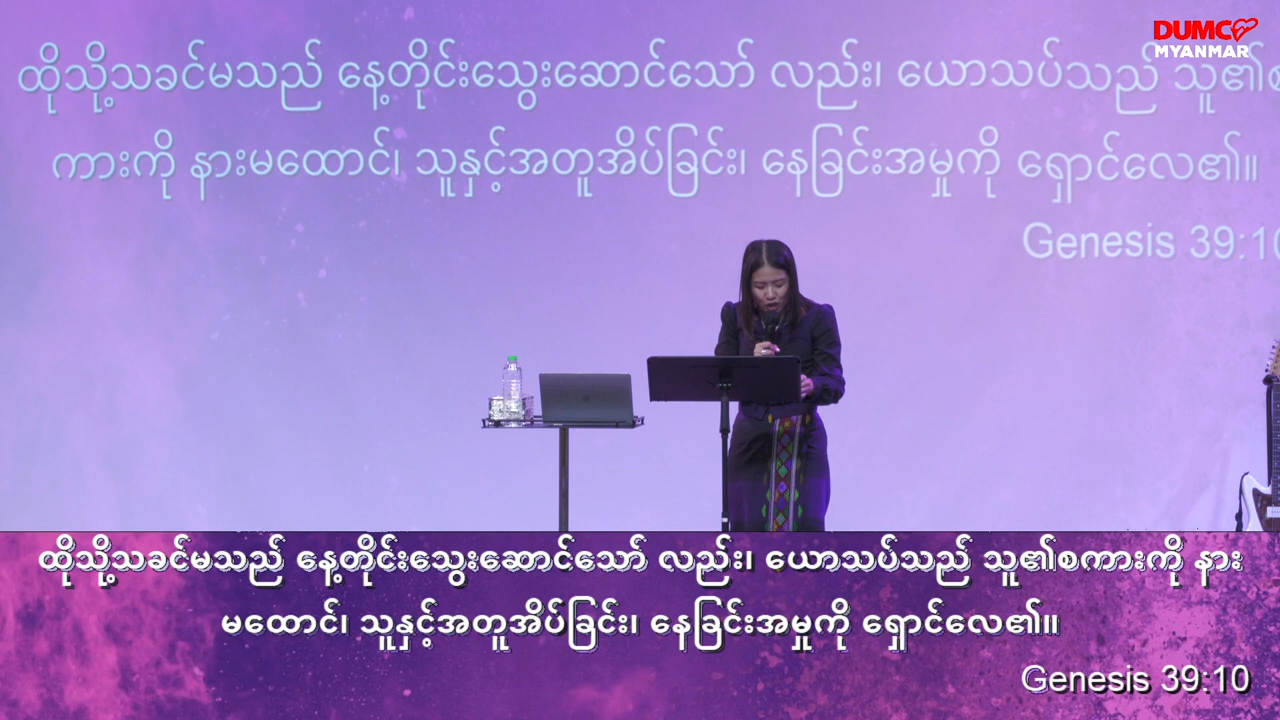 DUMC
MYANMAR
ထိုသို့သခင်မသည် နေ့တိုင်းသွေးဆောင်သော် လည်း၊ ယောသပ်သည် သူ၏စ
ကားကို နားမထောင်၊ သူနှင့်အတူအိပ်ခြင်း၊ နေခြင်းအမှုကို ရှောင်လေ၏။
Genesis 39:10
ထိုသို့သခင်မသည် နေ့တိုင်းသွေးဆောင်သော် လည်း၊ ယောသပ်သည် သူ၏စကားကို နား
မထောင်၊ သူနှင့်အတူအိပ်ခြင်း၊ နေခြင်းအမှုကို ရှောင်လေ၏။
Genesis 39:10